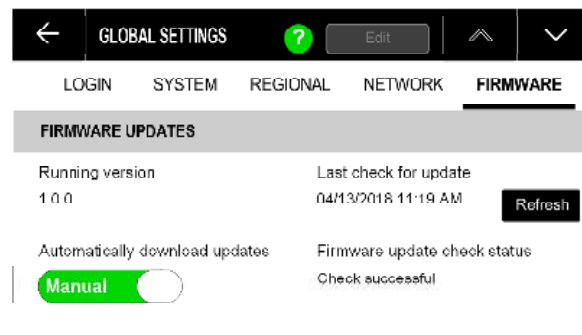 GLOBAL SETTINGS ? Edit
LOGIN SYSTEM REGIONAL NETWORK FIRMWARE
FIRMWARE UPDATES
Running version Last check for update
1.0.0 04/13/2018 11:19 AM Refresh
Automatically download updates Firmware update check status
Manual Check successful